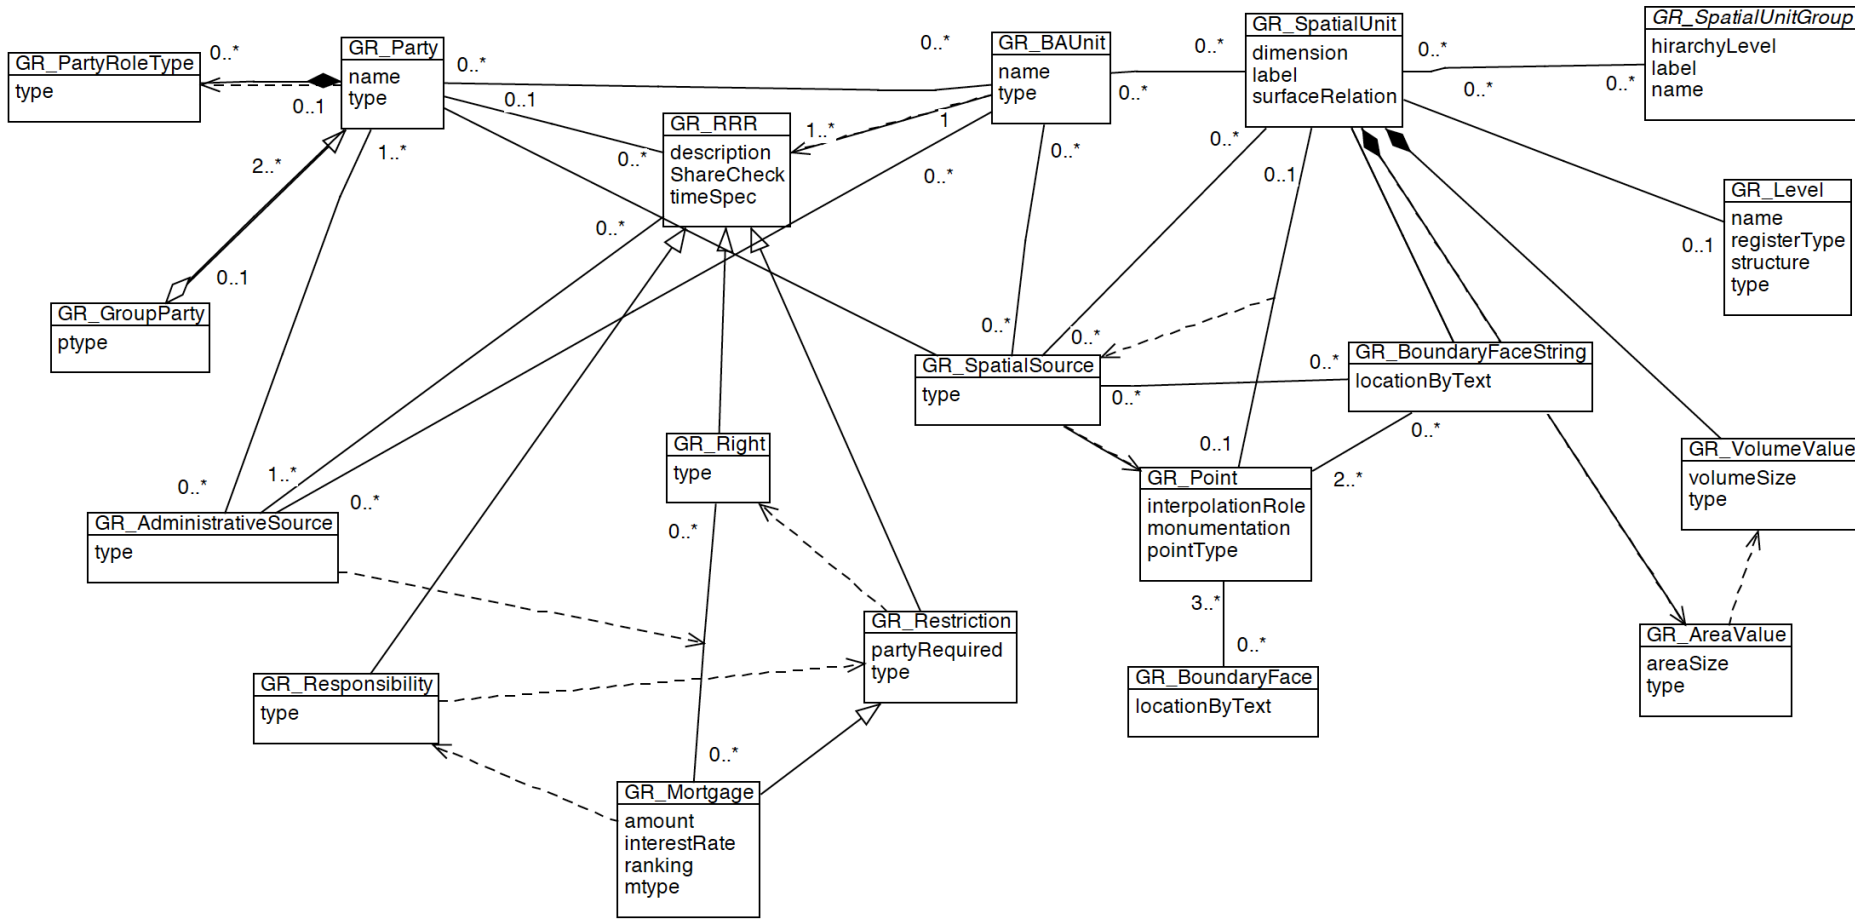 GR_PartyRoleType
type
0..*
0..1
GR_Party
name
type
0..*
0..1
0..*
GR_BAUnit
name
type
0..*
0..*
1
1..*
GR_SpatialUnit
dimension
label
surfaceRelation
0..*
0..*
0..*
GR_SpatialUnitGroup
hirarchyLevel
label
name
GR_RRR
description
ShareCheck
timeSpec
0..*
0..*
1..*
2..*
0..1
0..*
0..*
0..*
0..1
GR_Level
name
registerType
structure
type
0..1
GR_GroupParty
ptype
0..*
0..*
GR_SpatialSource
type
0..*
0..*
GR_BoundaryFaceString
locationByText
0..*
2..*
0..1
GR_Right
type
0..*
GR_Point
interpolationRole
monumentation
pointType
GR_VolumeValue
volumeSize
type
0..*
1..*
0..*
GR_AdministrativeSource
type
3..*
0..*
GR_Restriction
partyRequired
type
GR_AreaValue
areaSize
type
GR_Responsibility
type
GR_BoundaryFace
locationByText
0..*
GR_Mortgage
amount
interestRate
ranking
mtype